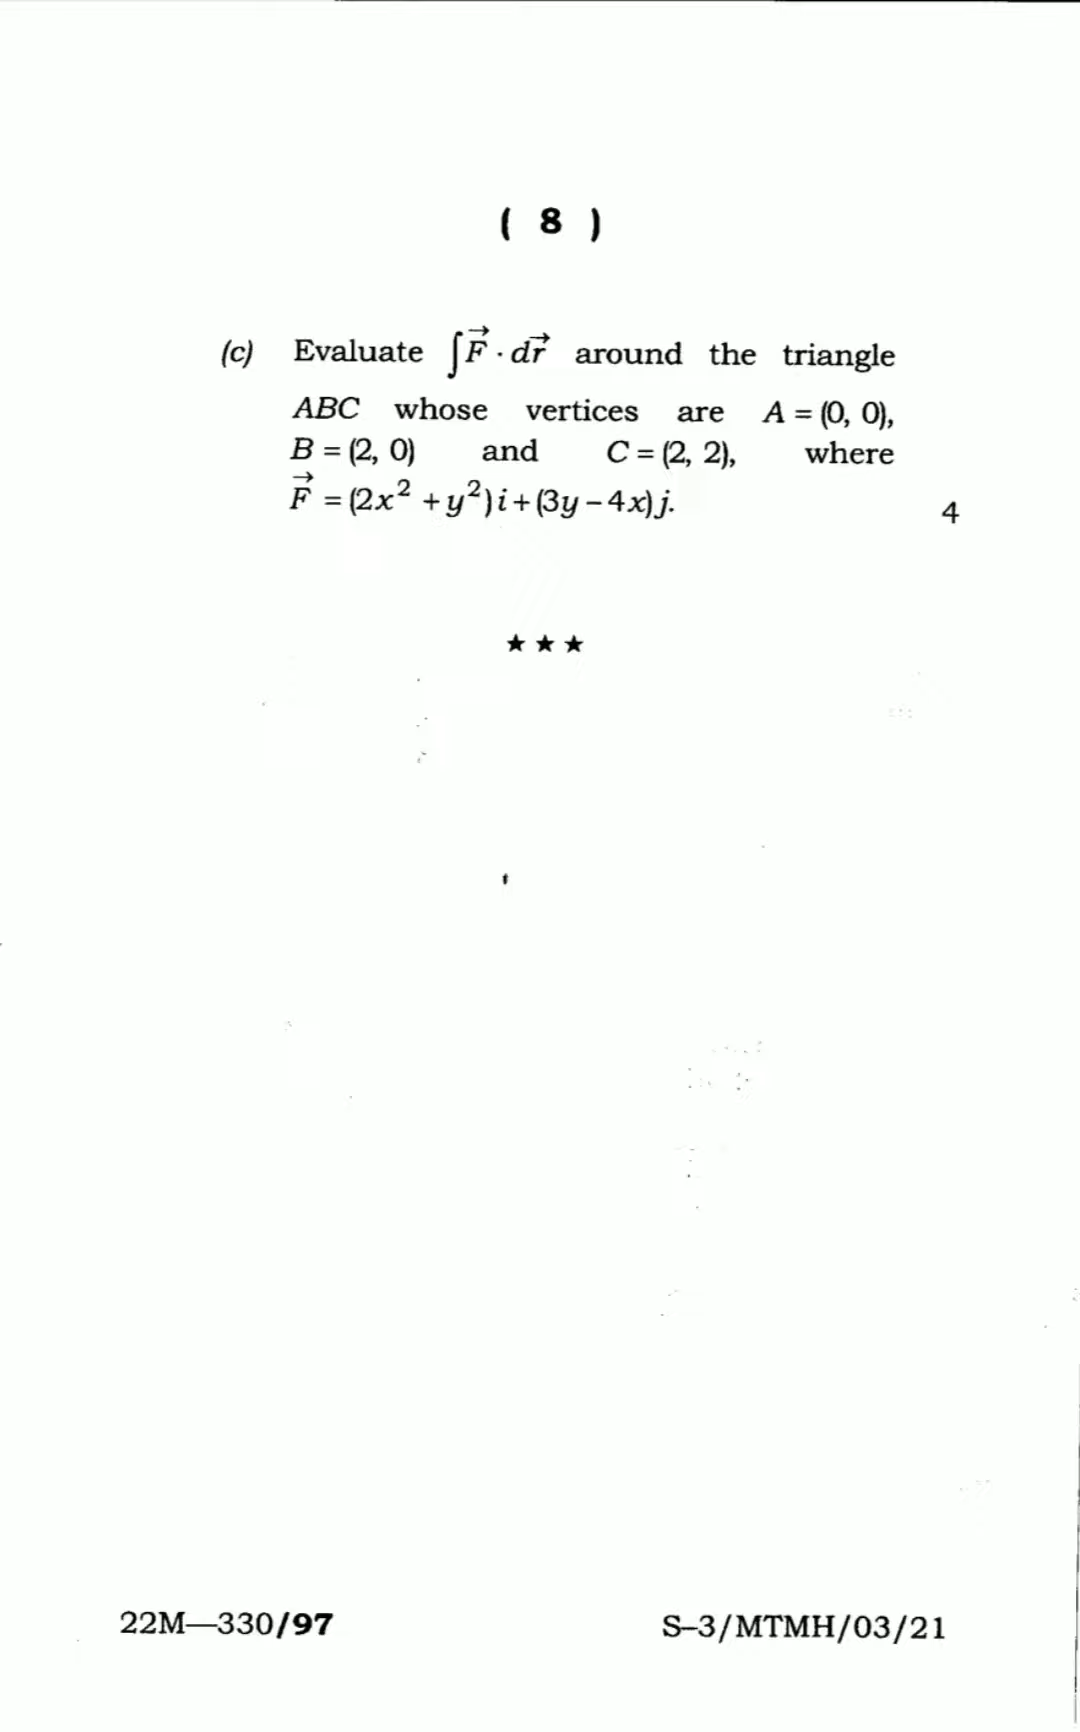 ( 8 )
(c) Evaluate ∫F⃗ · dr⃗ around the triangle
ABC whose vertices are A = (0, 0),
B = (2, 0) and C = (2, 2), where
F⃗ = (2x² + y²)i + (3y – 4x)j. 4
★ ★ ★
22M—330/97 S–3/MTMH/03/21